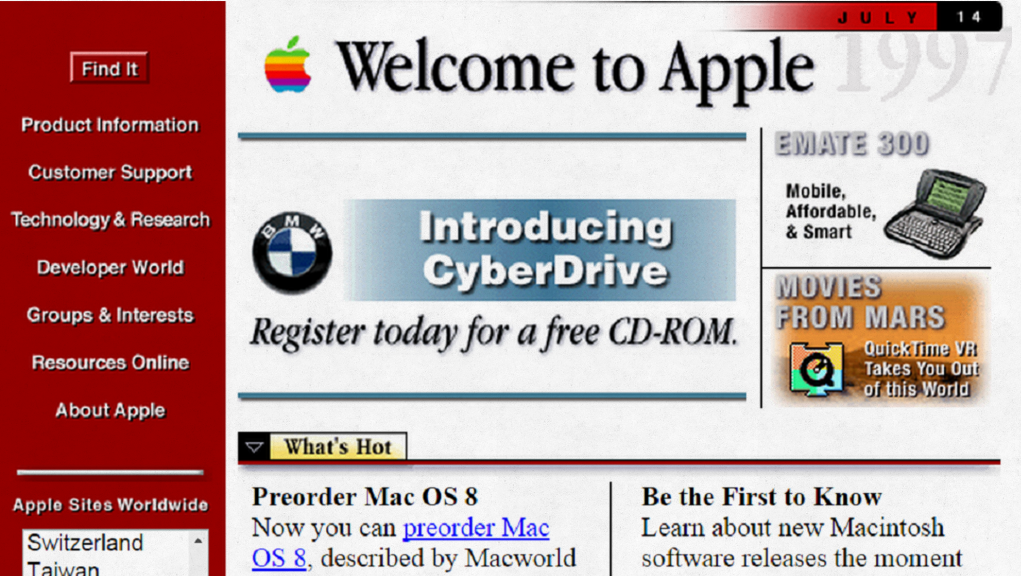 JULY 14
1997
Welcome to Apple
Find It
Product Information
Customer Support
Technology & Research
Developer World
Groups & Interests
Resources Online
About Apple
Apple Sites Worldwide
Switzerland
Taiwan
BMW
Introducing
CyberDrive
Register today for a free CD-ROM.
EMATE 300
Mobile,
Affordable,
& Smart
MOVIES
FROM MARS
QuickTime VR
Takes You Out
of this World
What's Hot
Preorder Mac OS 8
Now you can preorder Mac
OS 8, described by Macworld
Be the First to Know
Learn about new Macintosh
software releases the moment